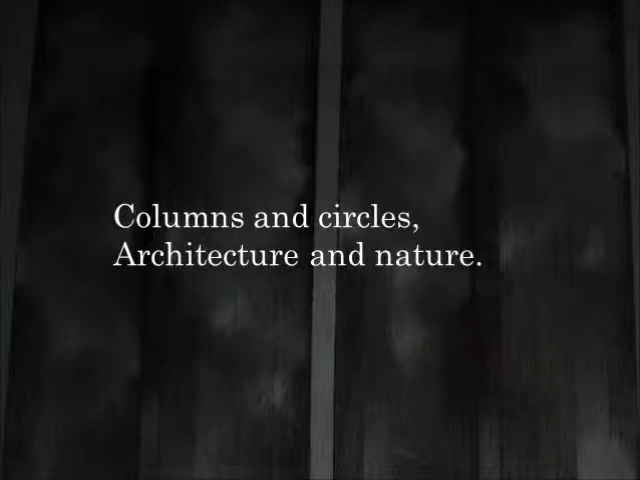 Columns and circles,
Architecture and nature.